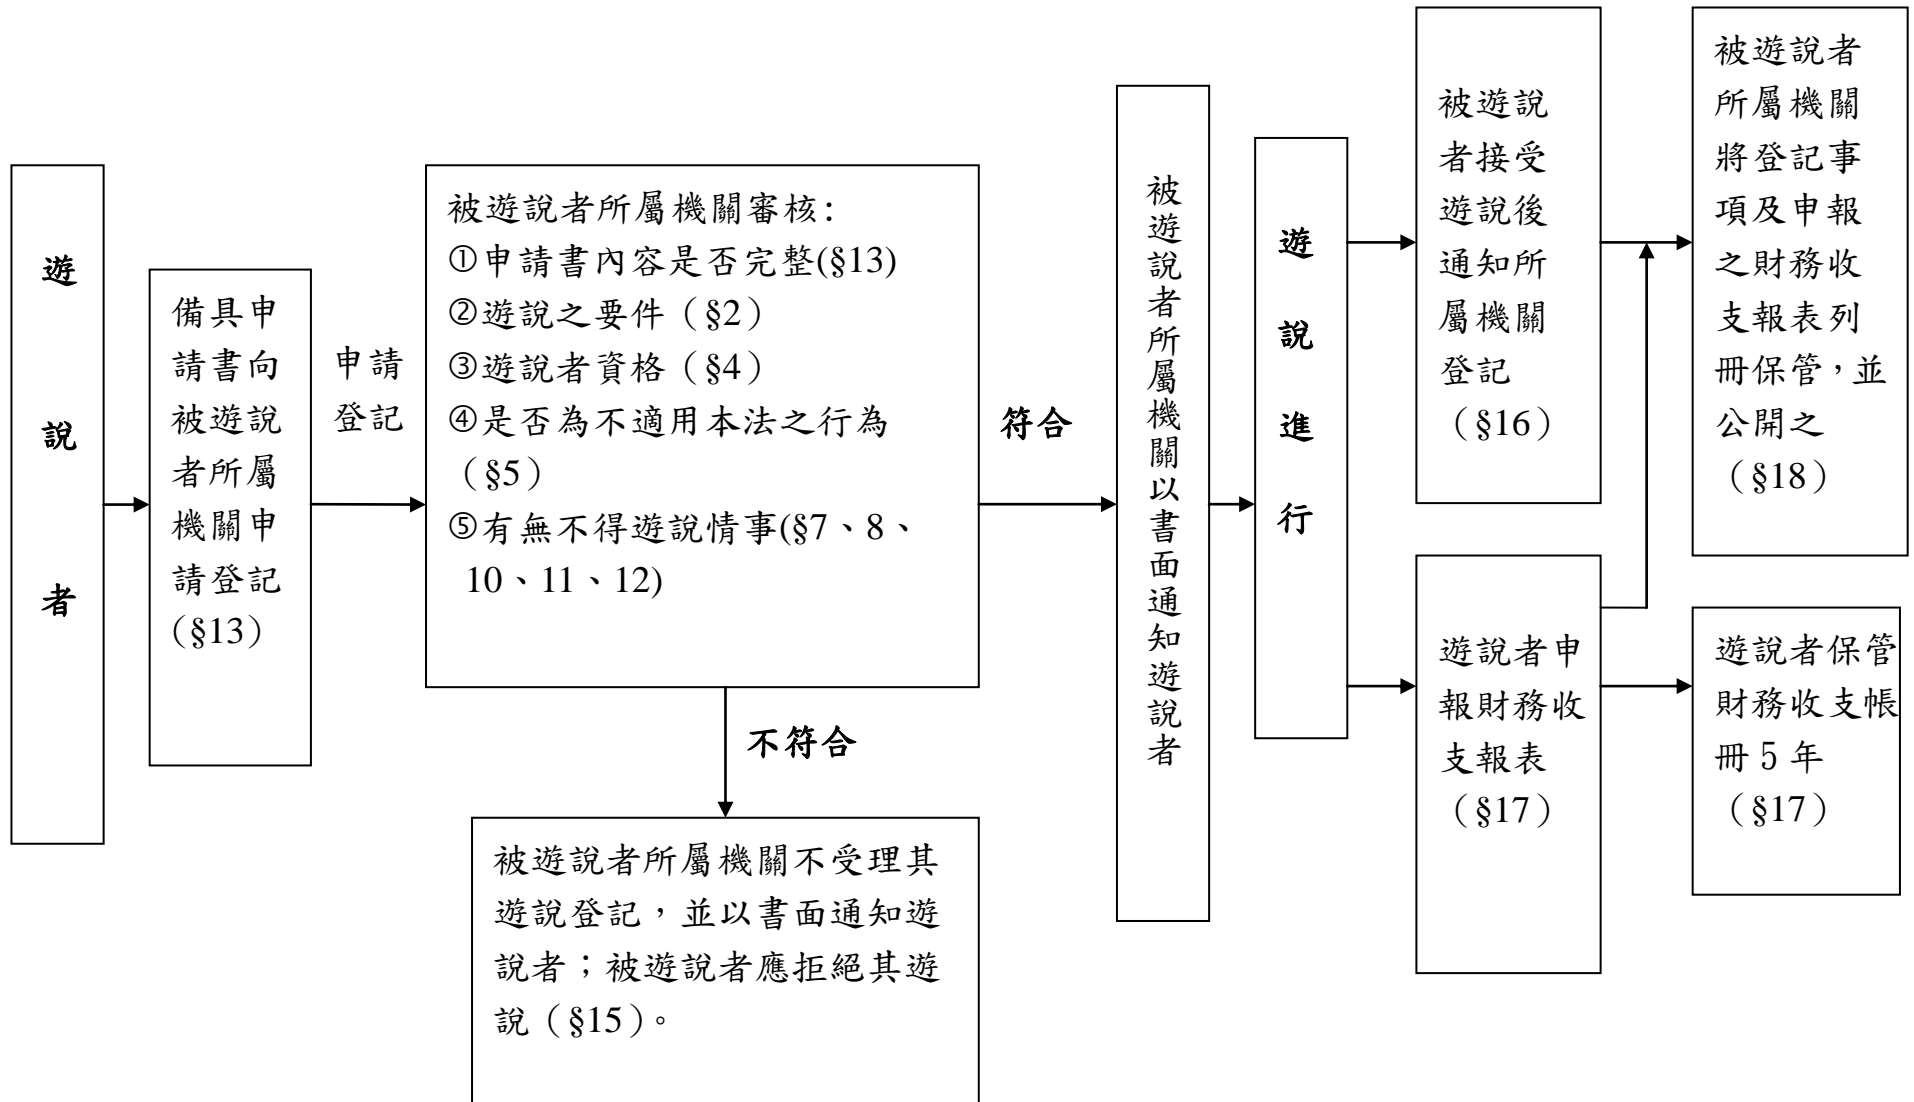 遊說者
備具申
請書向
被遊說
者所屬
機關申
請登記
(§13)
申請
登記
被遊說者所屬機關審核:
①申請書內容是否完整(§13)
②遊說之要件（§2）
③遊說者資格（§4）
④是否為不適用本法之行為
（§5）
⑤有無不得遊說情事(§7、8、
10、11、12)
符合
不符合
被遊說者所屬機關不受理其
遊說登記，並以書面通知遊
說者；被遊說者應拒絕其遊
說（§15）。
被遊說者所屬機關以書面通知遊說者
遊說進行
被遊說
者接受
遊說後
通知所
屬機關
登記
（§16）
被遊說者
所屬機關
將登記事
項及申報
之財務收
支報表列
冊保管，並
公開之
（§18）
遊說者申
報財務收
支報表
（§17）
遊說者保管
財務收支帳
冊 5 年
（§17）